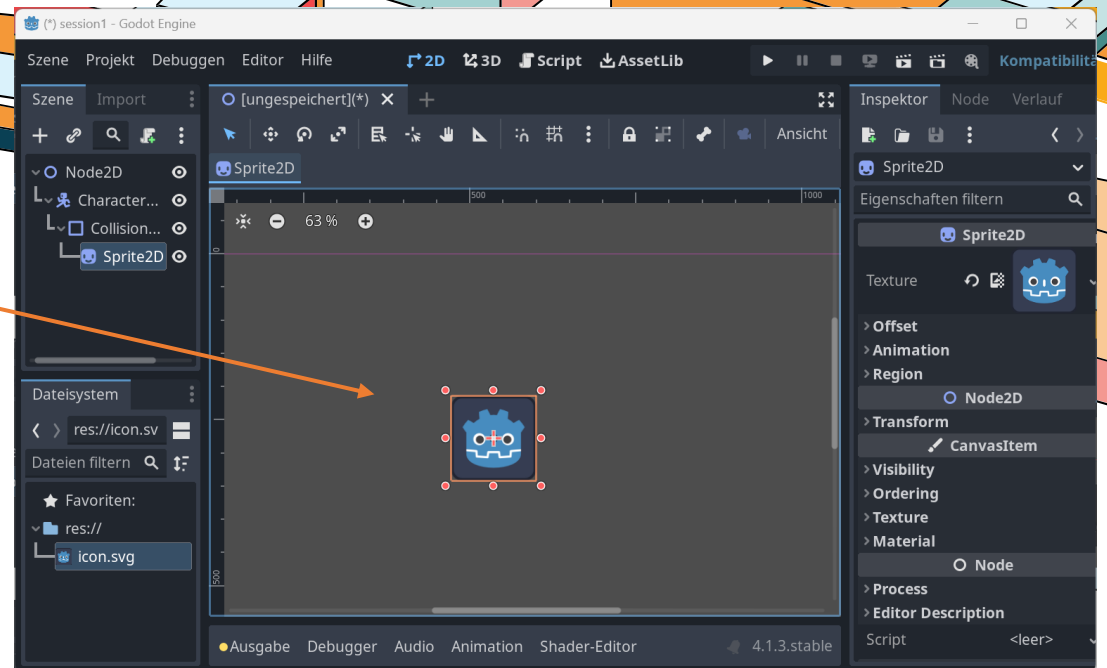 (*) session1 - Godot Engine
Szene Projekt Debuggen Editor Hilfe 2D 3D Script AssetLib Kompatibilitä
Szene Import
[ungespeichert](*)
Inspektor Node Verlauf
Ansicht
Node2D
Character...
Collision...
Sprite2D
Sprite2D
500 1000
63 %
0
500
Sprite2D
Eigenschaften filtern
Sprite2D
Texture
Offset
Animation
Region
Node2D
Transform
CanvasItem
Visibility
Ordering
Texture
Material
Node
Process
Editor Description
Script <leer>
Dateisystem
res://icon.sv
Dateien filtern
Favoriten:
res://
icon.svg
Ausgabe Debugger Audio Animation Shader-Editor 4.1.3.stable